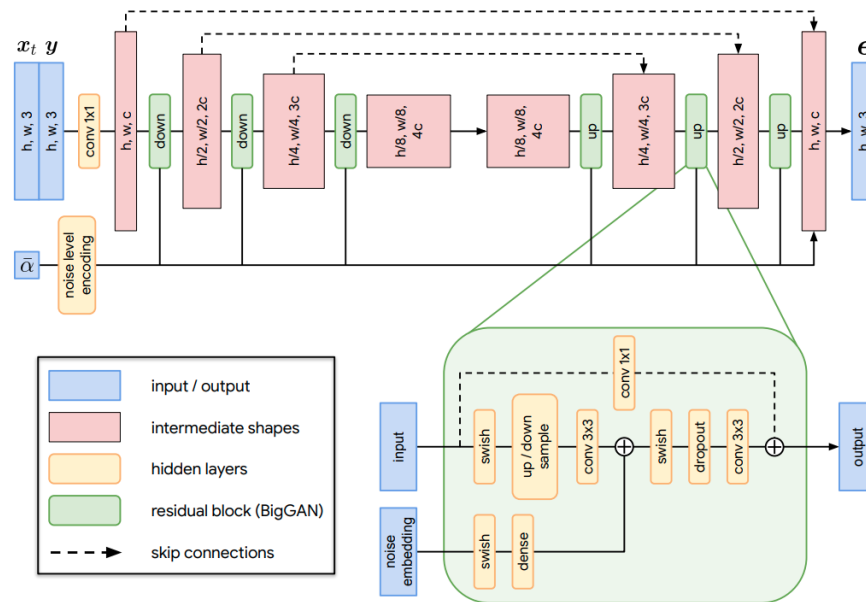 x_t y
ϵ
h, w, 3
h, w, 3
conv 1x1
h, w, c
down
h/2, w/2, 2c
down
h/4, w/4, 3c
down
h/8, w/8,
4c
h/8, w/8,
4c
up
h/4, w/4, 3c
up
h/2, w/2, 2c
up
h, w, c
h, w, 3
ᾱ
noise level
encoding
input / output
intermediate shapes
hidden layers
residual block (BigGAN)
skip connections
conv 1x1
input
swish
up / down
sample
conv 3x3
swish
dropout
conv 3x3
output
noise
embedding
swish
dense